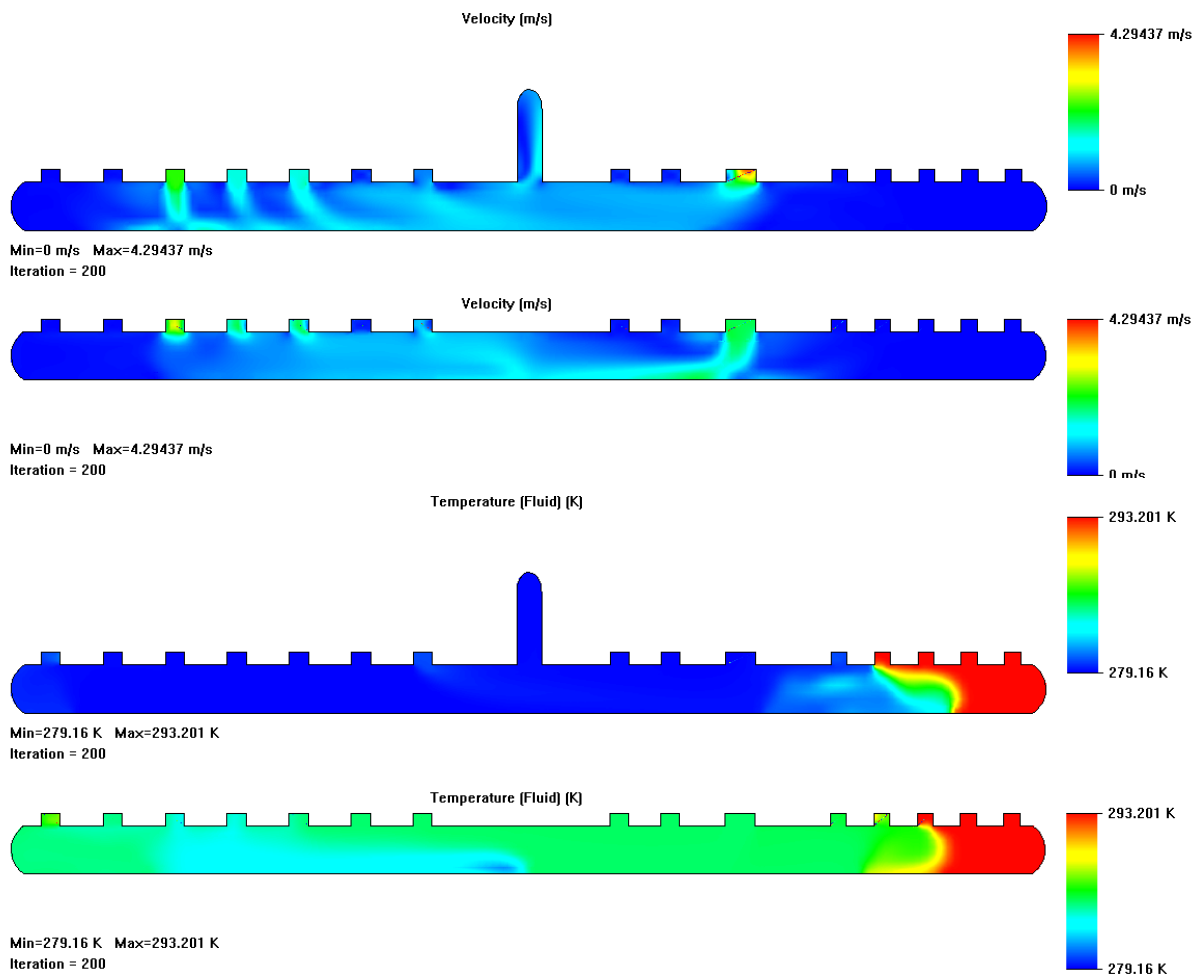 Velocity (m/s)
4.29437 m/s
0 m/s
Min=0 m/s Max=4.29437 m/s
Iteration = 200
Velocity (m/s)
4.29437 m/s
Min=0 m/s Max=4.29437 m/s
Iteration = 200
0 m/s
Temperature (Fluid) (K)
293.201 K
279.16 K
Min=279.16 K Max=293.201 K
Iteration = 200
Temperature (Fluid) (K)
293.201 K
Min=279.16 K Max=293.201 K
Iteration = 200
279.16 K